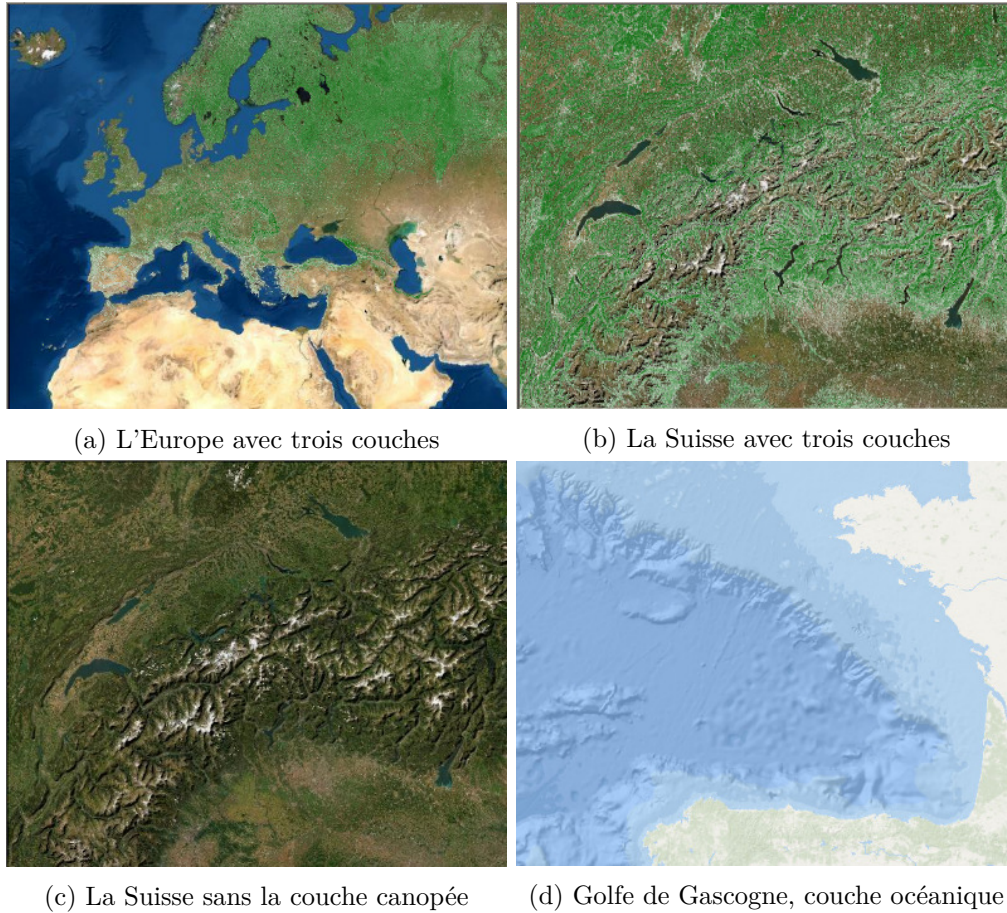 (a) L'Europe avec trois couches
(b) La Suisse avec trois couches
(c) La Suisse sans la couche canopée
(d) Golfe de Gascogne, couche océanique